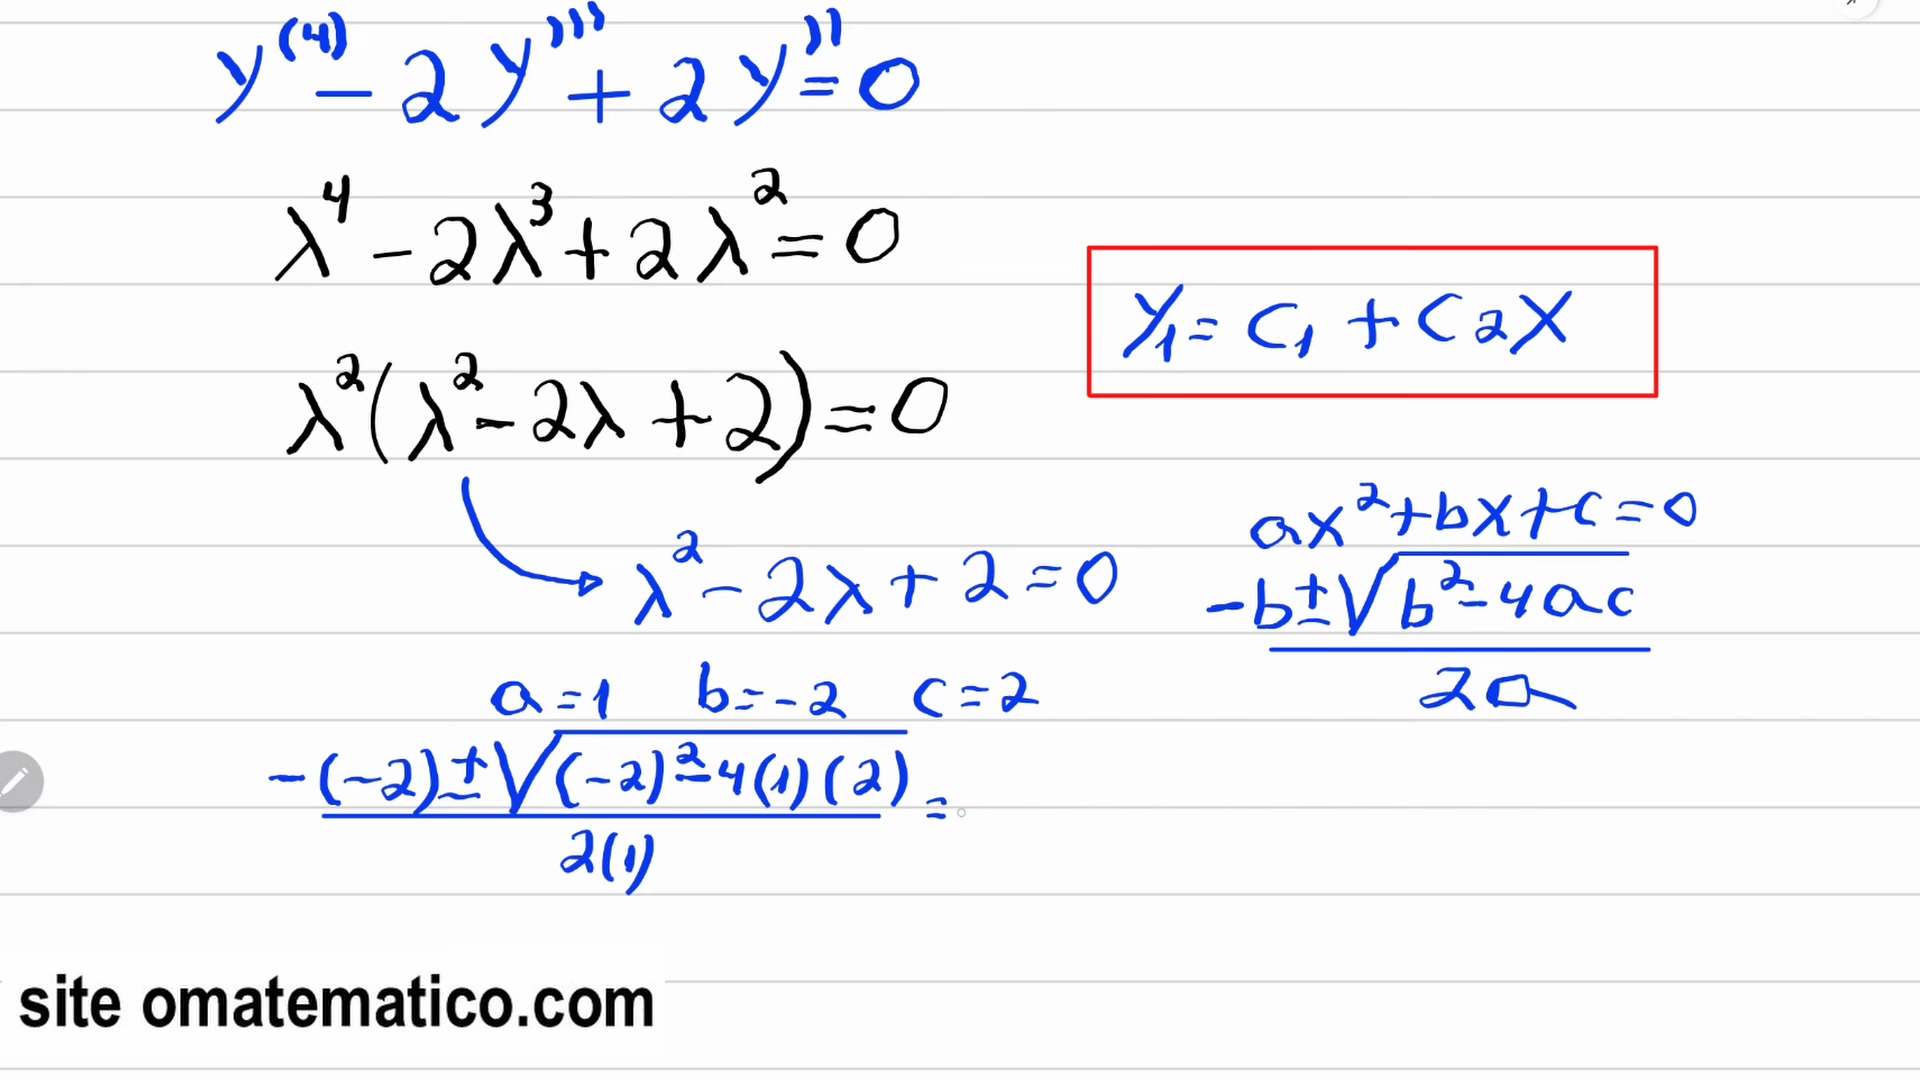 y⁽⁴⁾ − 2y''' + 2y'' = 0
λ⁴ − 2λ³ + 2λ² = 0
y₁ = C₁ + C₂X
λ²(λ² − 2λ + 2) = 0
λ² − 2λ + 2 = 0
ax² + bx + c = 0
−b ± √(b² − 4ac)
2a
a = 1 b = −2 c = 2
−(−2) ± √((−2)² − 4(1)(2)) =
2(1)
site omatematico.com